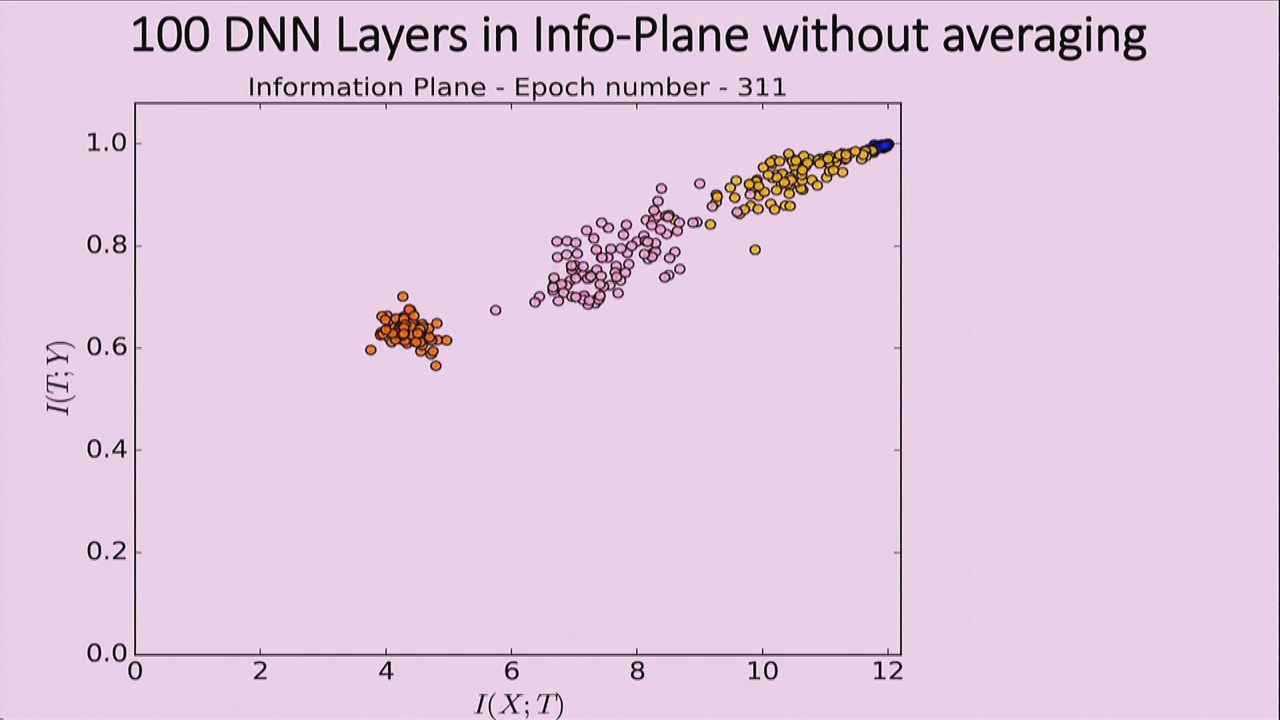 100 DNN Layers in Info-Plane without averaging
Information Plane - Epoch number - 311
1.0
0.8
0.6
0.4
0.2
0.0
I(T;Y)
0 2 4 6 8 10 12
I(X;T)